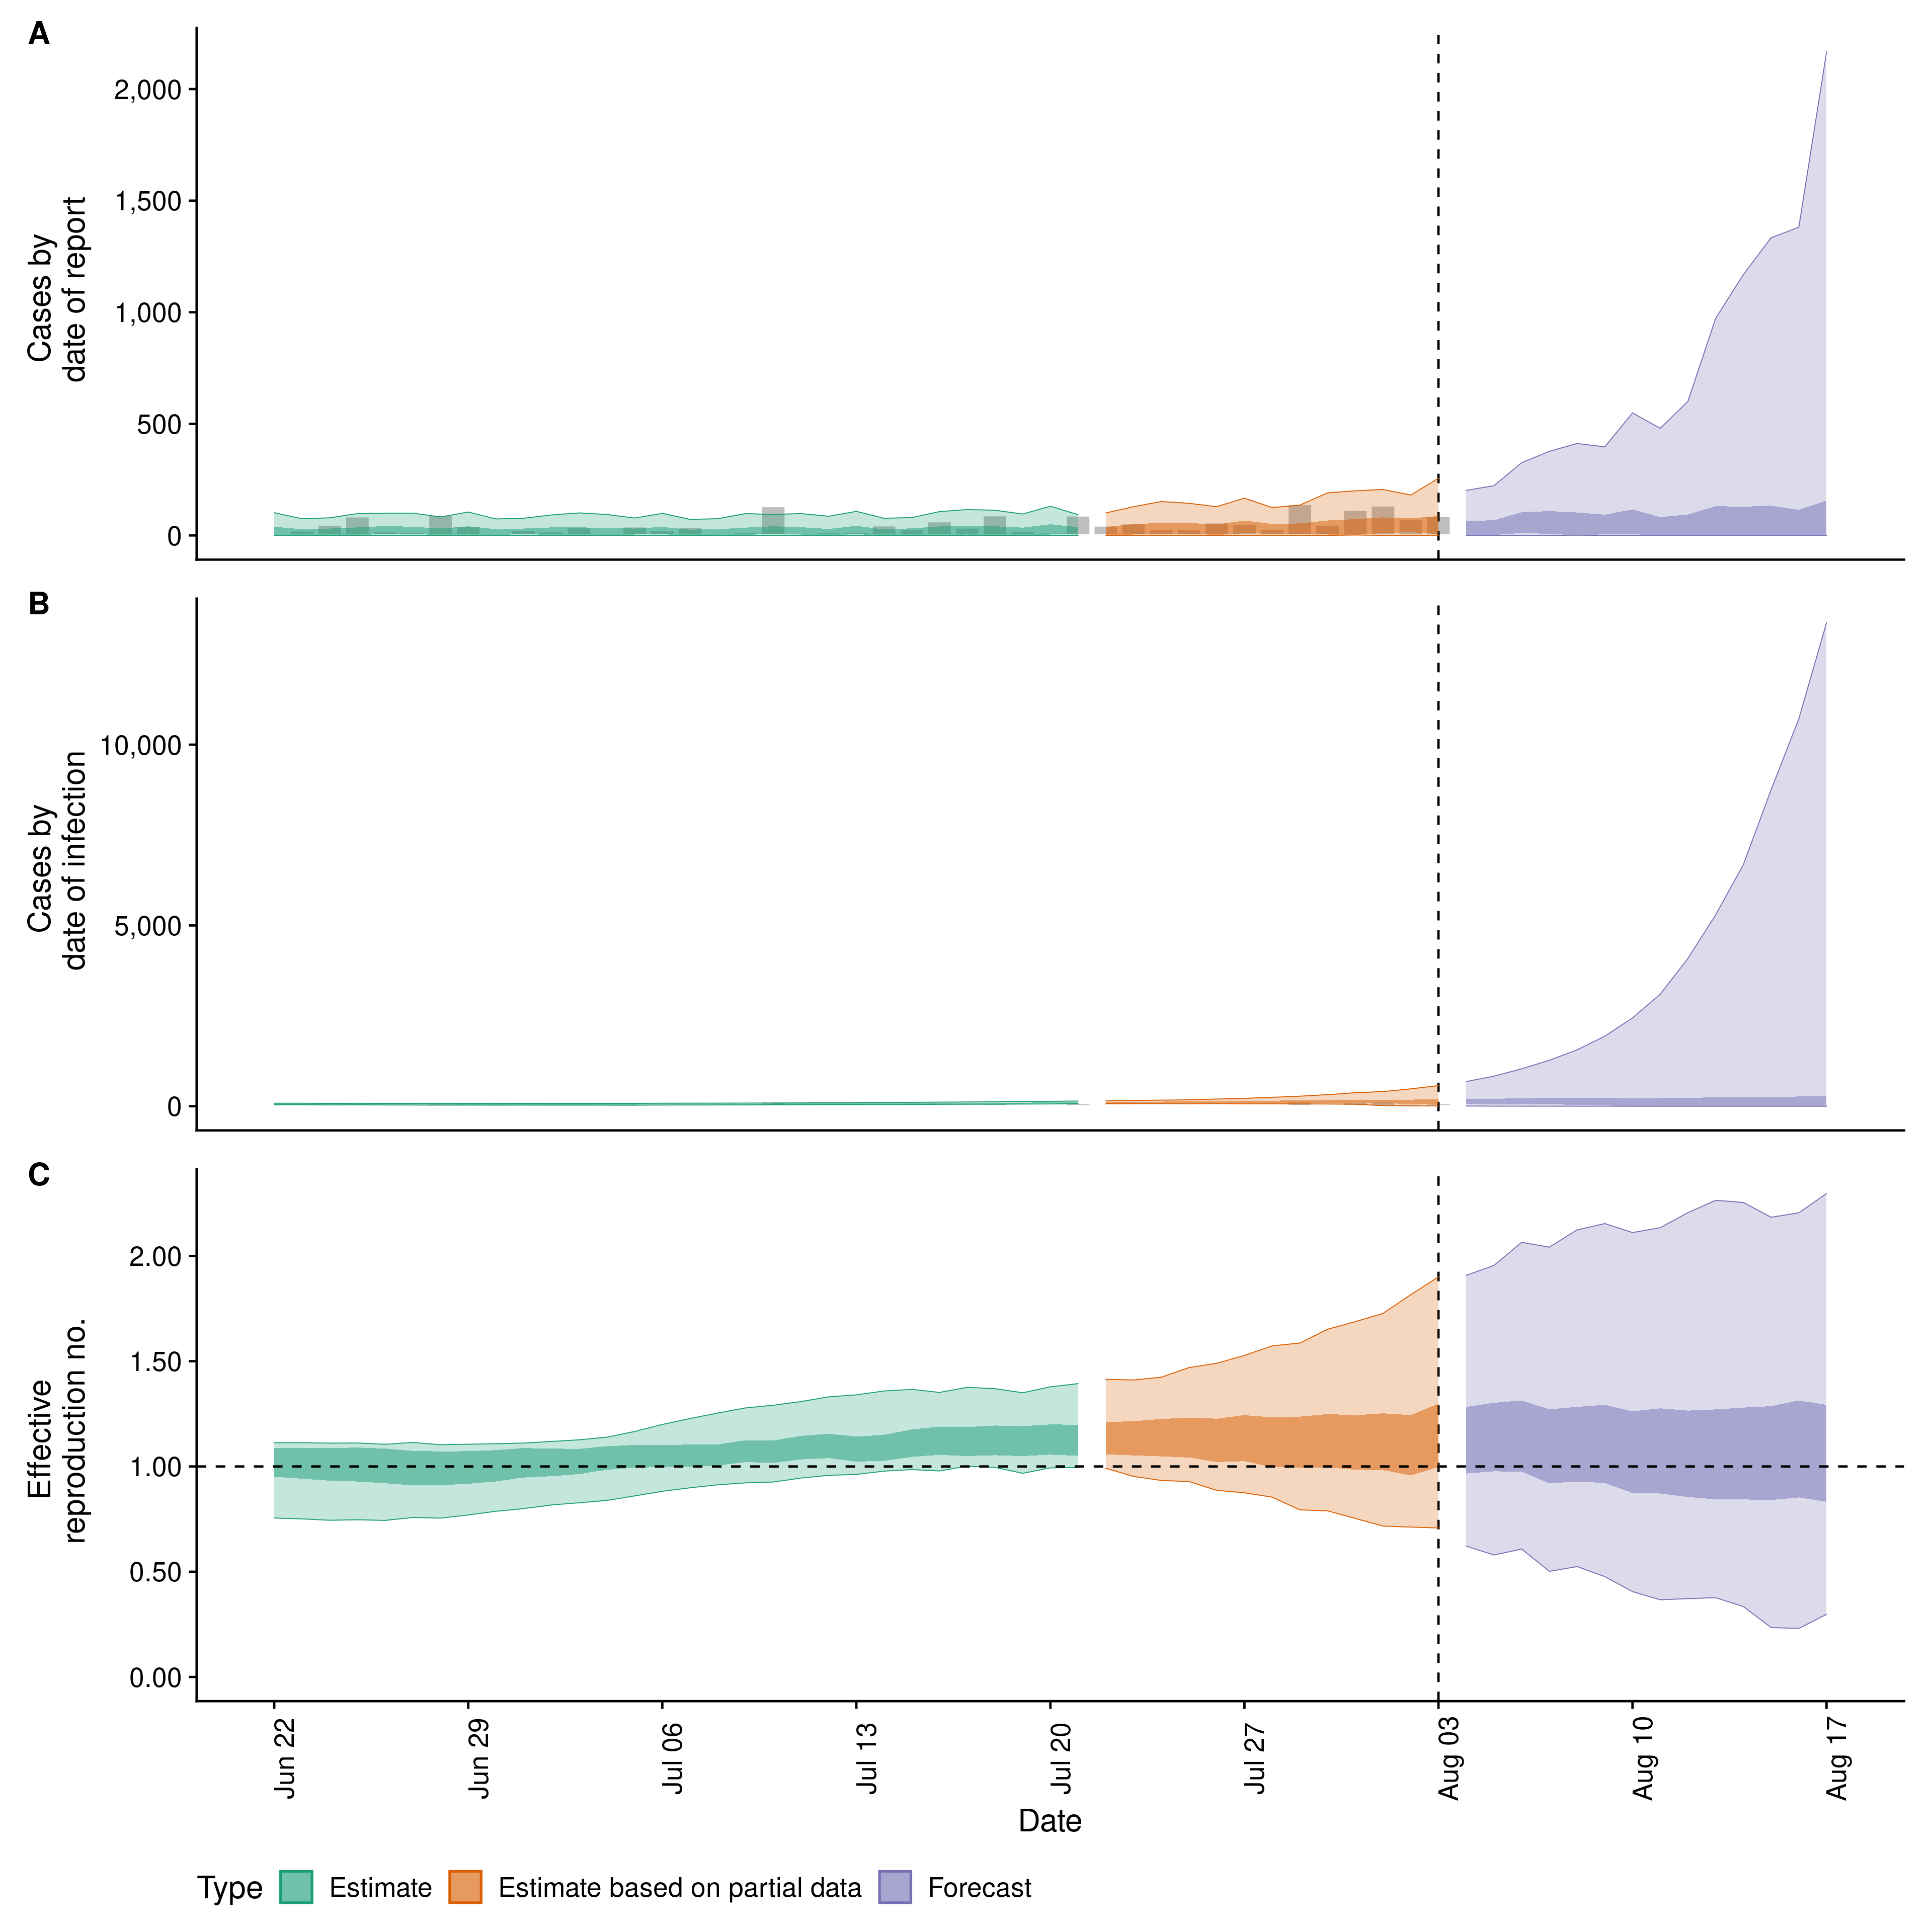 A
Cases by
date of report
2,000
1,500
1,000
500
0
B
Cases by
date of infection
10,000
5,000
0
C
Effective
reproduction no.
2.00
1.50
1.00
0.50
0.00
Jun 22
Jun 29
Jul 06
Jul 13
Jul 20
Jul 27
Aug 03
Aug 10
Aug 17
Date
Type Estimate Estimate based on partial data Forecast